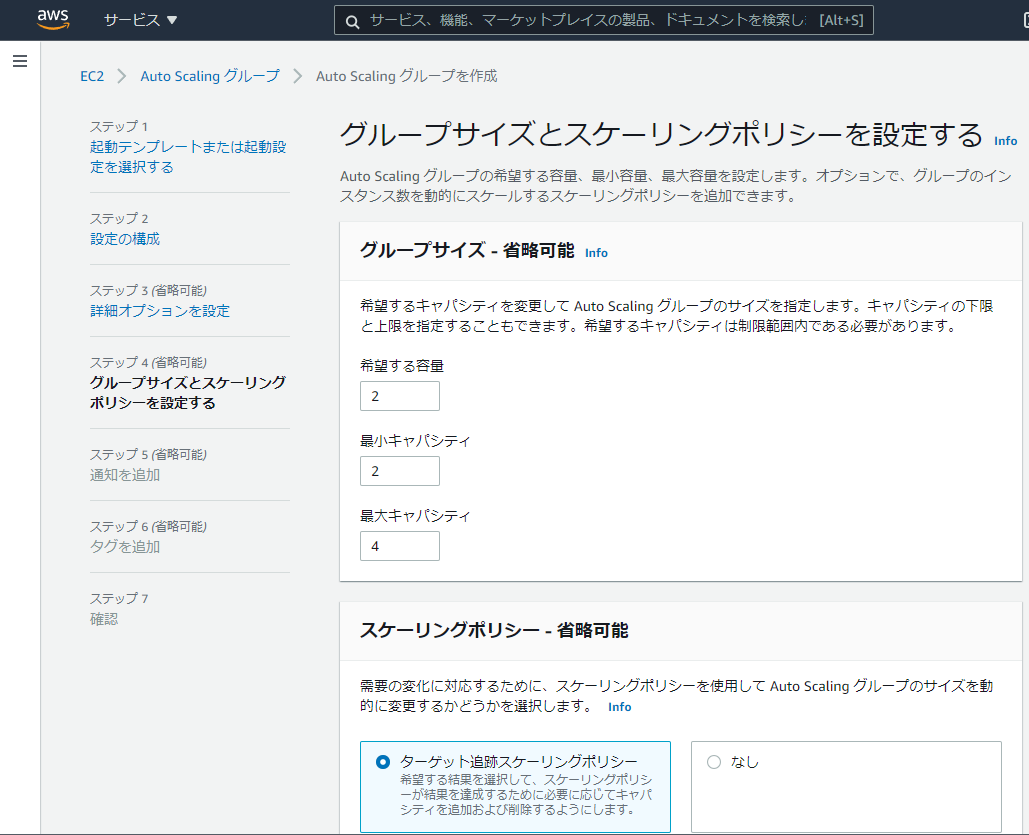 aws
サービス ▼
サービス、機能、マーケットプレイスの製品、ドキュメントを検索し
[Alt+S]
EC2 > Auto Scaling グループ > Auto Scaling グループを作成
ステップ 1
起動テンプレートまたは起動設
定を選択する
ステップ 2
設定の構成
ステップ 3 (省略可能)
詳細オプションを設定
ステップ 4 (省略可能)
グループサイズとスケーリング
ポリシーを設定する
ステップ 5 (省略可能)
通知を追加
ステップ 6 (省略可能)
タグを追加
ステップ 7
確認
グループサイズとスケーリングポリシーを設定する Info
Auto Scaling グループの希望する容量、最小容量、最大容量を設定します。オプションで、グループのイン
スタンス数を動的にスケールするスケーリングポリシーを追加できます。
グループサイズ - 省略可能 Info
希望するキャパシティを変更して Auto Scaling グループのサイズを指定します。キャパシティの下限
と上限を指定することもできます。希望するキャパシティは制限範囲内である必要があります。
希望する容量
2
最小キャパシティ
2
最大キャパシティ
4
スケーリングポリシー - 省略可能
需要の変化に対応するために、スケーリングポリシーを使用して Auto Scaling グループのサイズを動
的に変更するかどうかを選択します。 Info
ターゲット追跡スケーリングポリシー
希望する結果を選択して、スケーリングポリシ
ーが結果を達成するために必要に応じてキャパ
シティを追加および削除するようにします。
なし